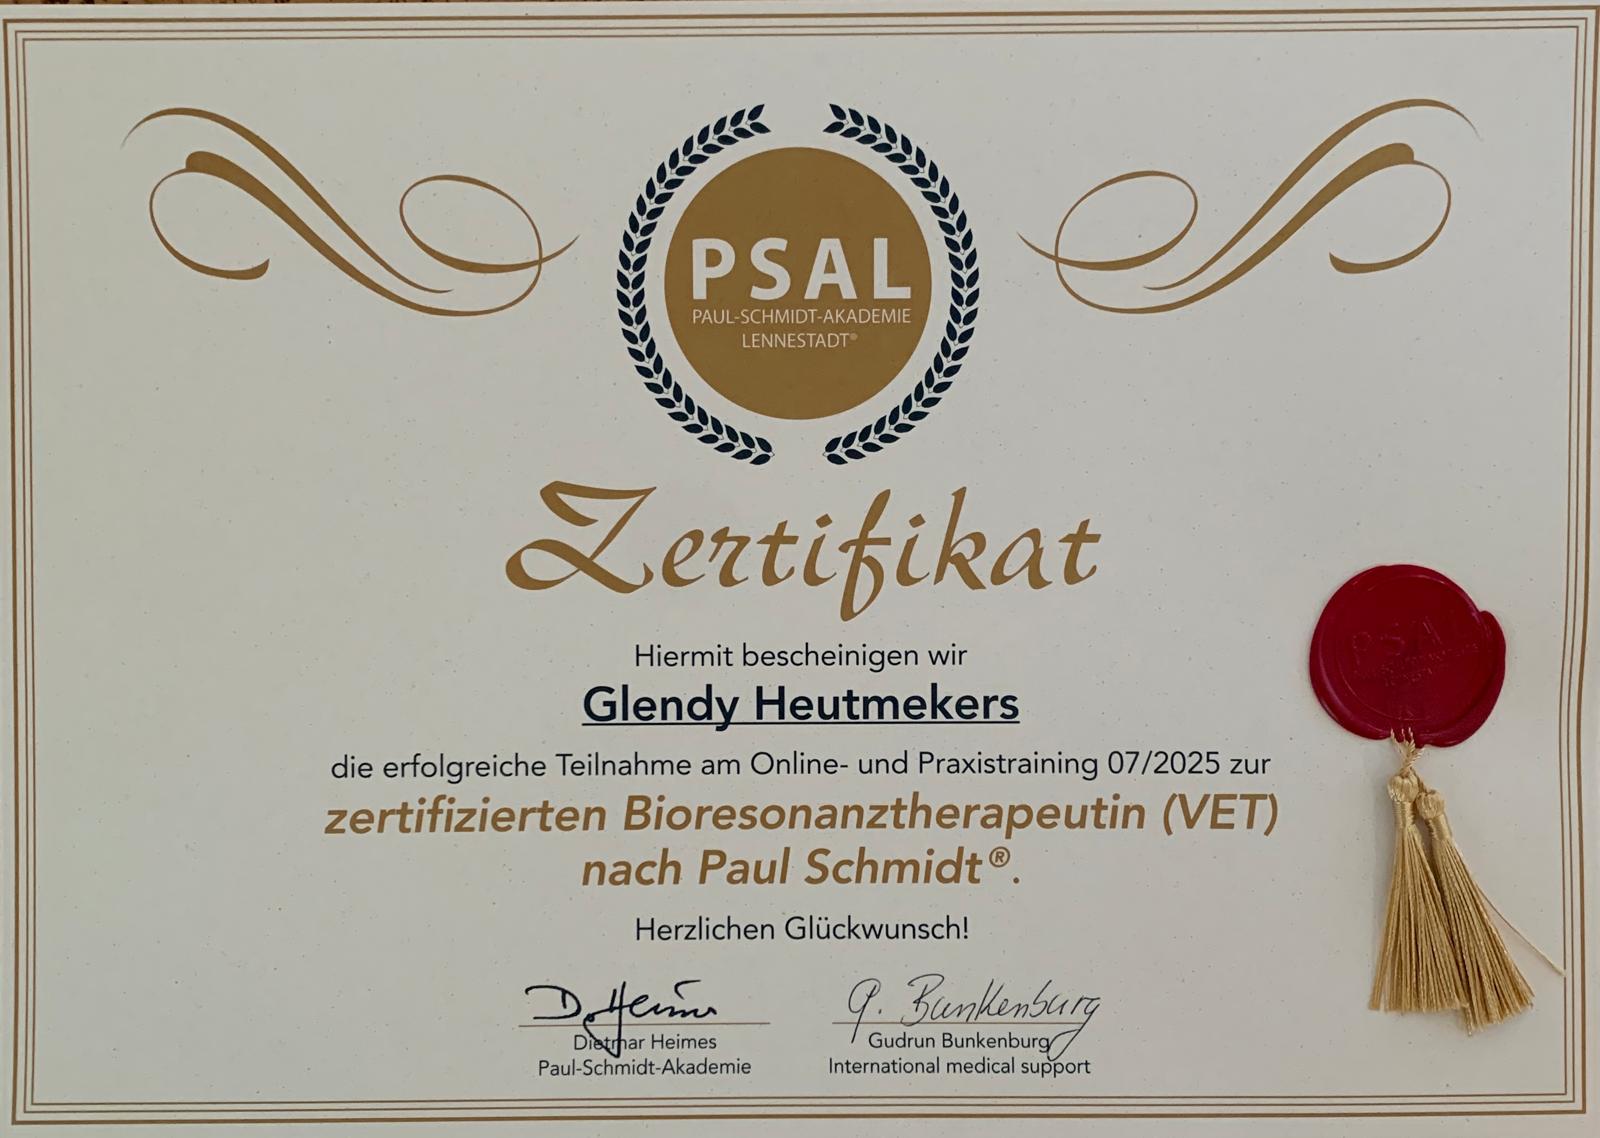 PSAL
PAUL-SCHMIDT-AKADEMIE
LENNESTADT®
Zertifikat
Hiermit bescheinigen wir
Glendy Heutmekers
die erfolgreiche Teilnahme am Online- und Praxistraining 07/2025 zur
zertifizierten Bioresonanztherapeutin (VET)
nach Paul Schmidt®.
Herzlichen Glückwunsch!
D. Heimes
G. Bunkenburg
Dietmar Heimes
Paul-Schmidt-Akademie
Gudrun Bunkenburg
International medical support
PSAL